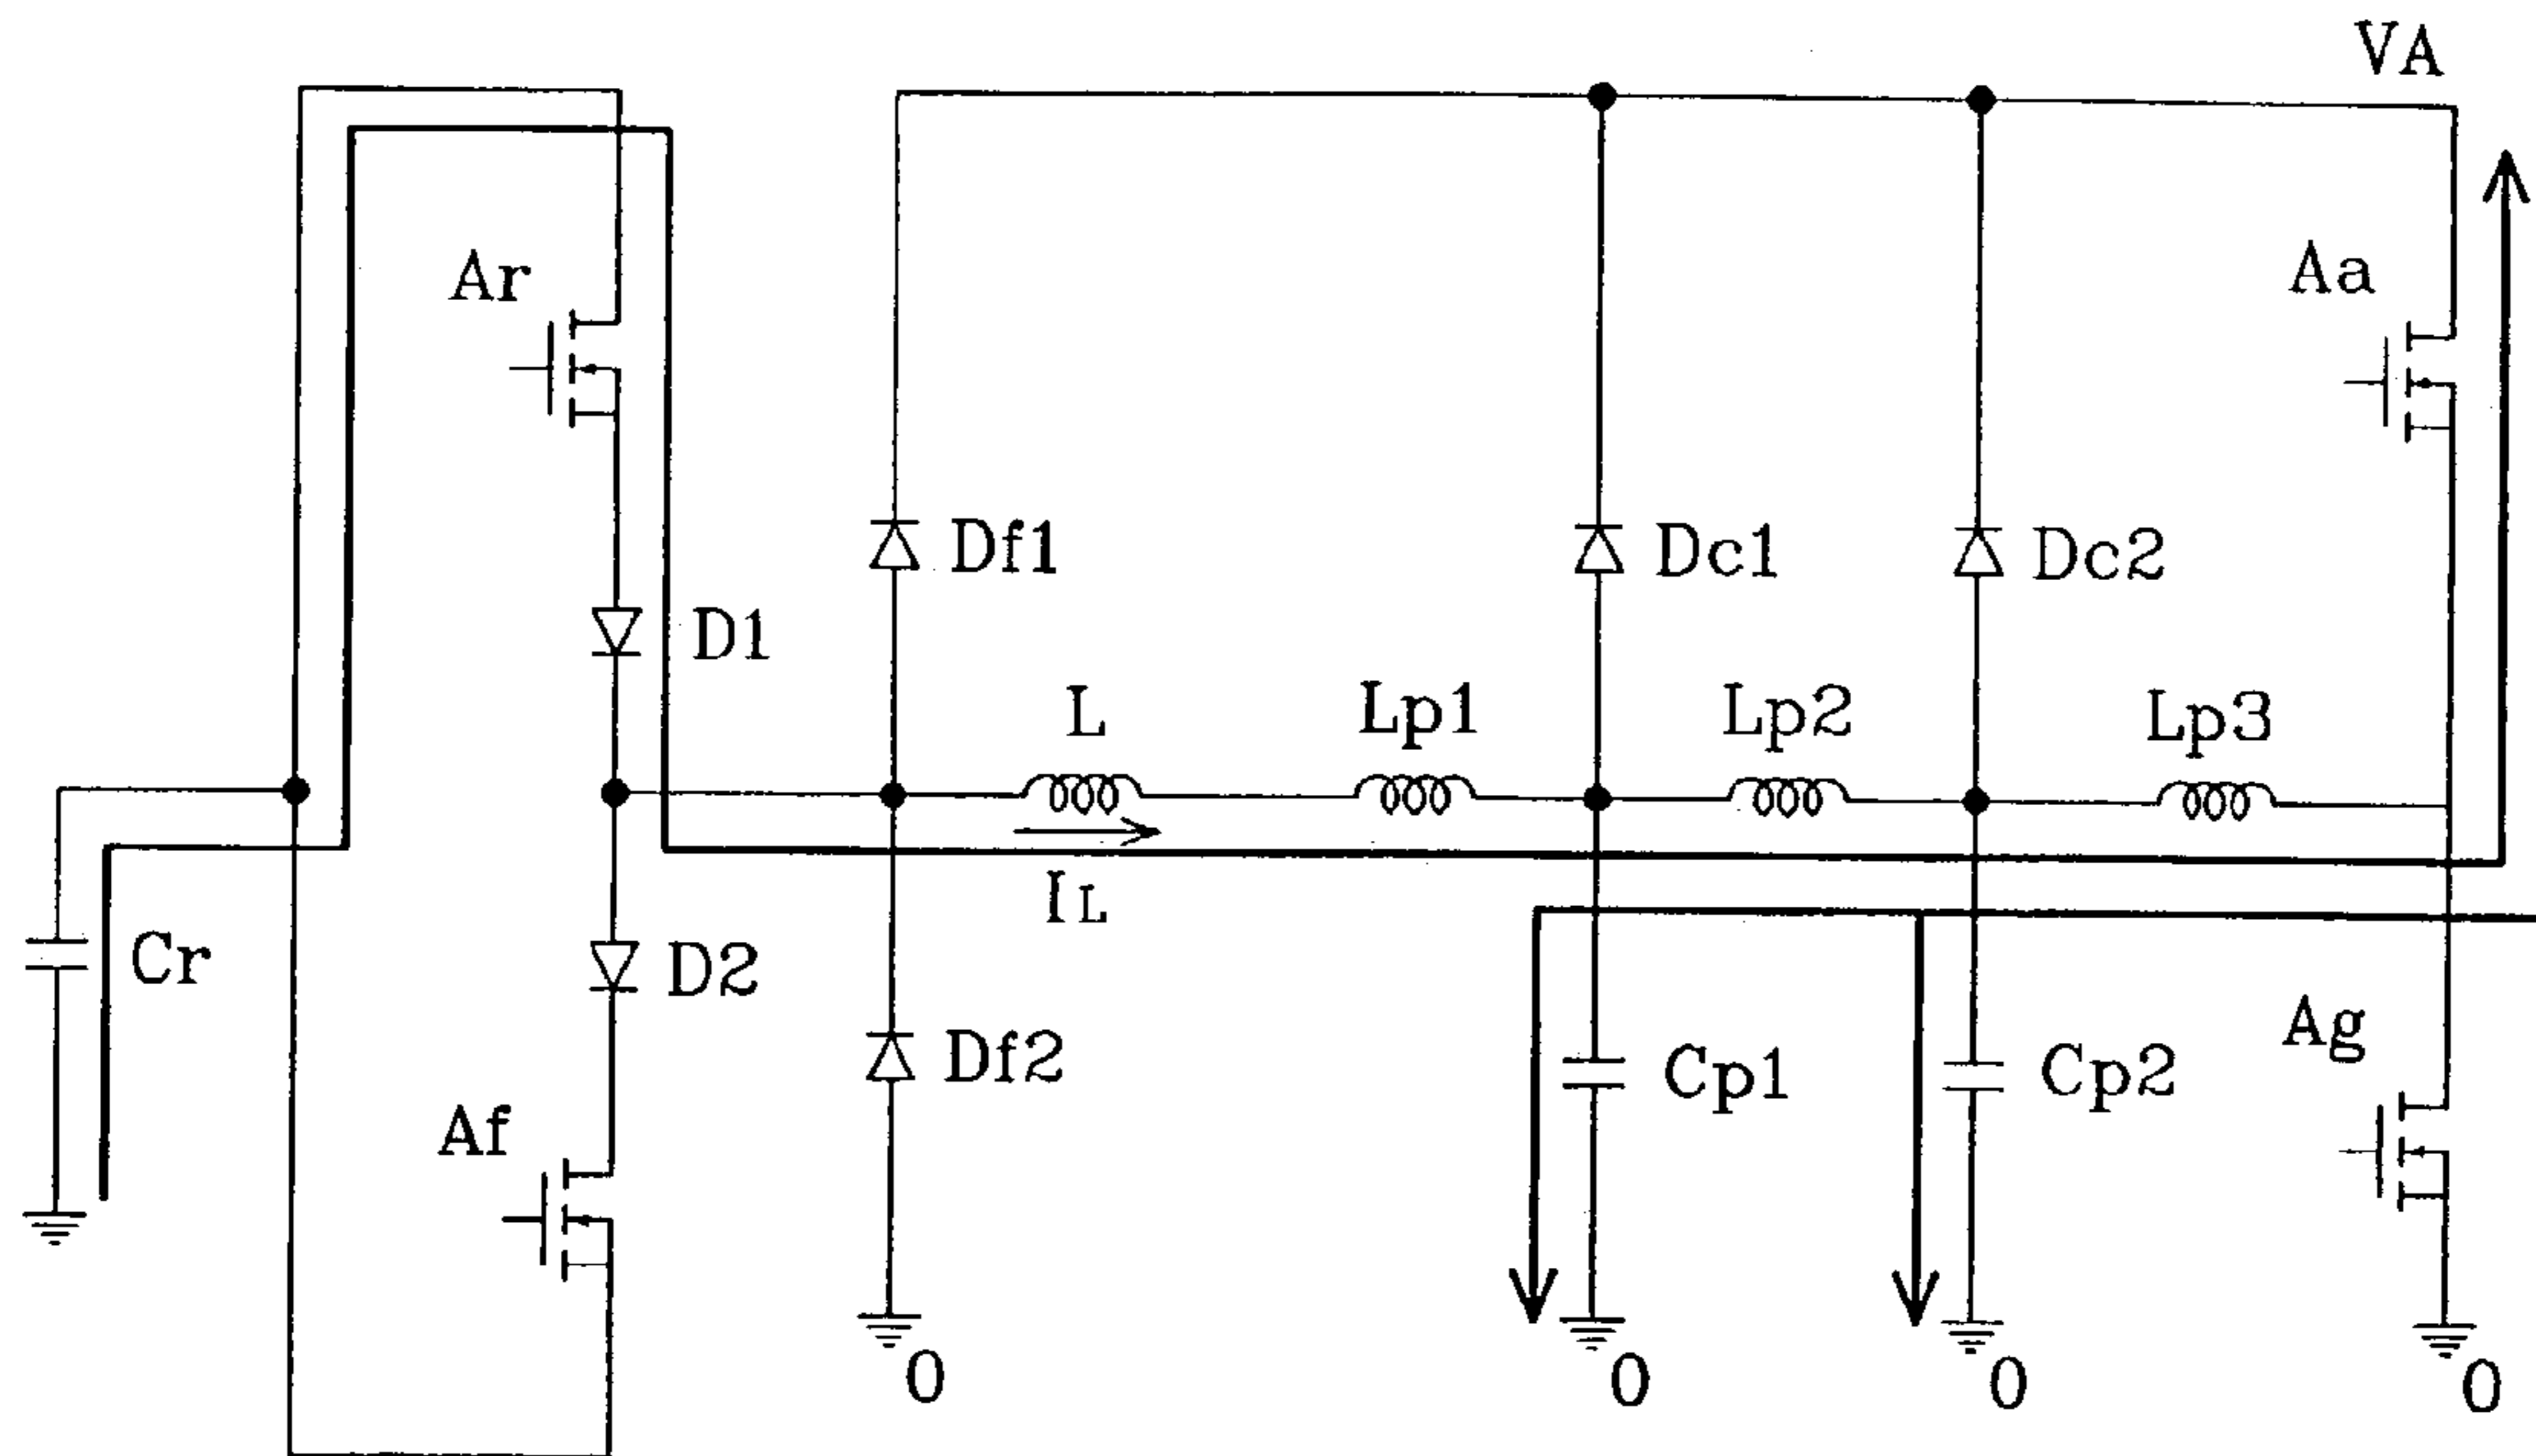 VA
Ar
Aa
Df1
Dc1
Dc2
D1
L
Lp1
Lp2
Lp3
IL
Cr
D2
Df2
Cp1
Cp2
Ag
Af
0
0
0
0